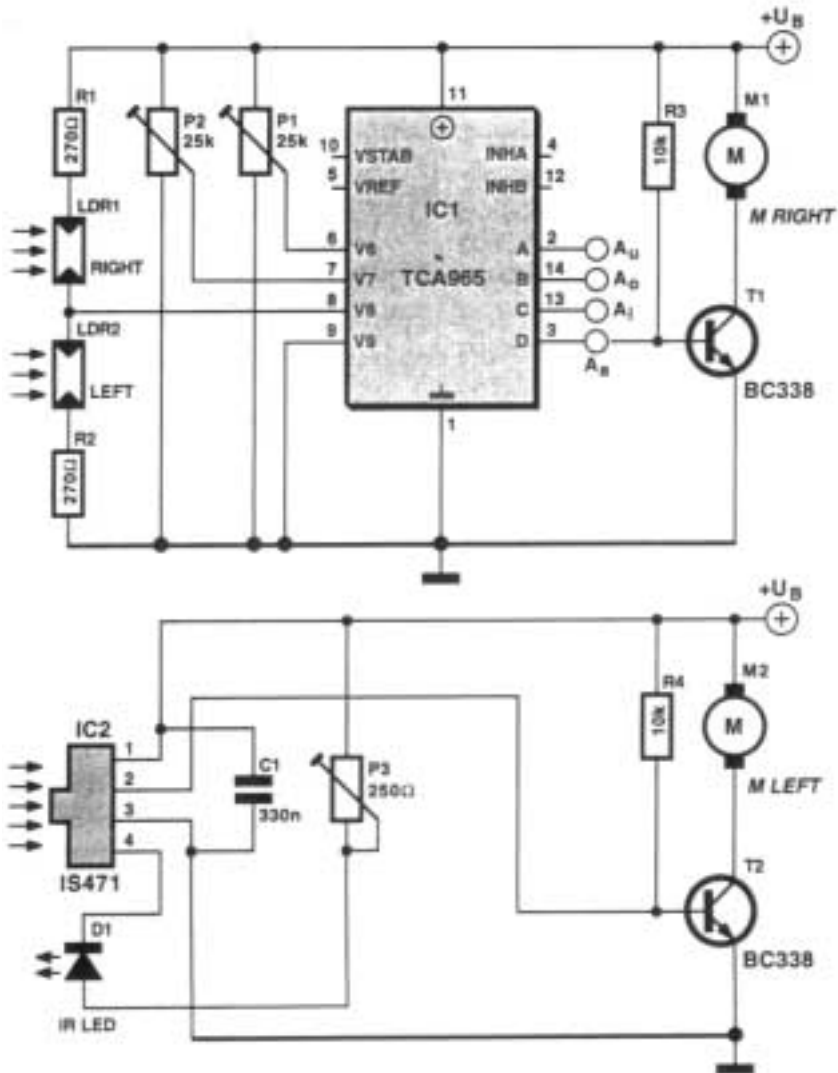 +UB
R1
270Ω
P2
25k
P1
25k
11
R3
10k
M1
M
M RIGHT
LDR1
RIGHT
10
VSTAB
INHA
4
5
VREF
INHB
12
IC1
TCA965
6
V6
A
2
AU
7
V7
B
14
8
V8
C
13
AI
9
V9
D
3
T1
BC338
LDR2
LEFT
R2
270Ω
1
+UB
IC2
1
2
3
4
IS471
C1
330n
P3
250Ω
R4
10k
M2
M
M LEFT
T2
BC338
D1
IR LED